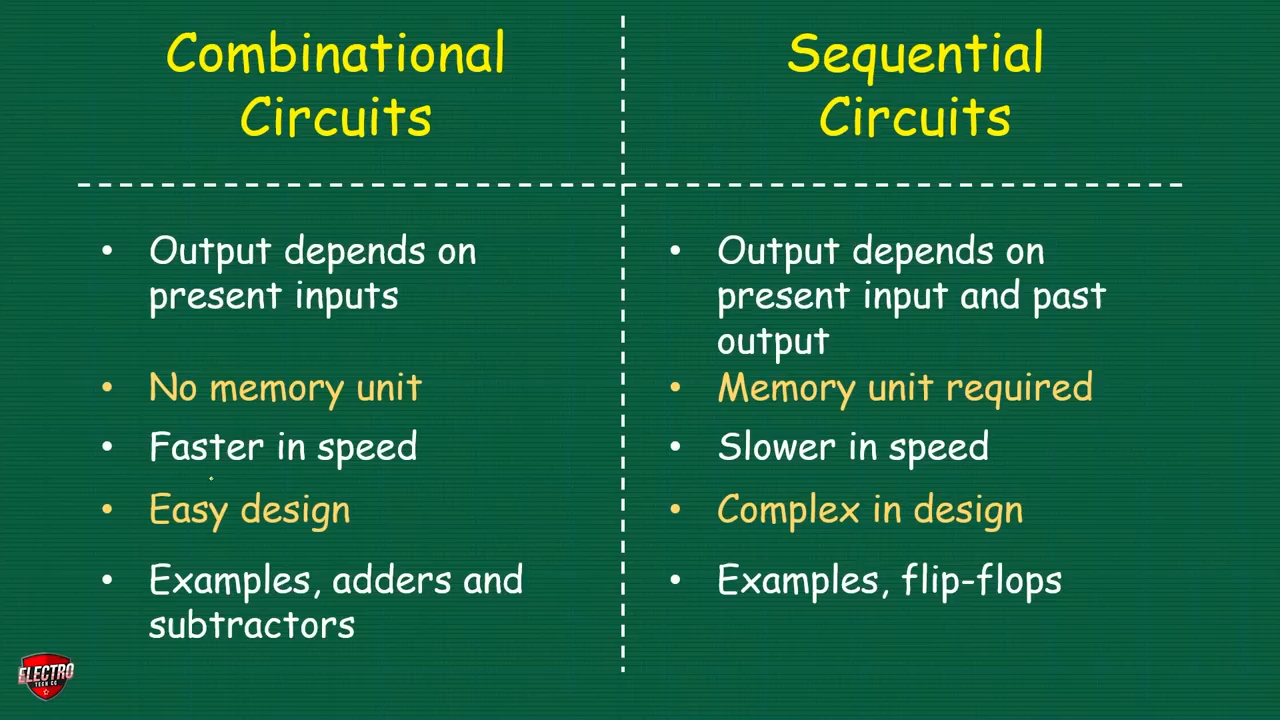 Combinational
Circuits
Sequential
Circuits
• Output depends on
present inputs
• No memory unit
• Faster in speed
• Easy design
• Examples, adders and
subtractors
• Output depends on
present input and past
output
• Memory unit required
• Slower in speed
• Complex in design
• Examples, flip-flops
ELECTRO
TECH CC